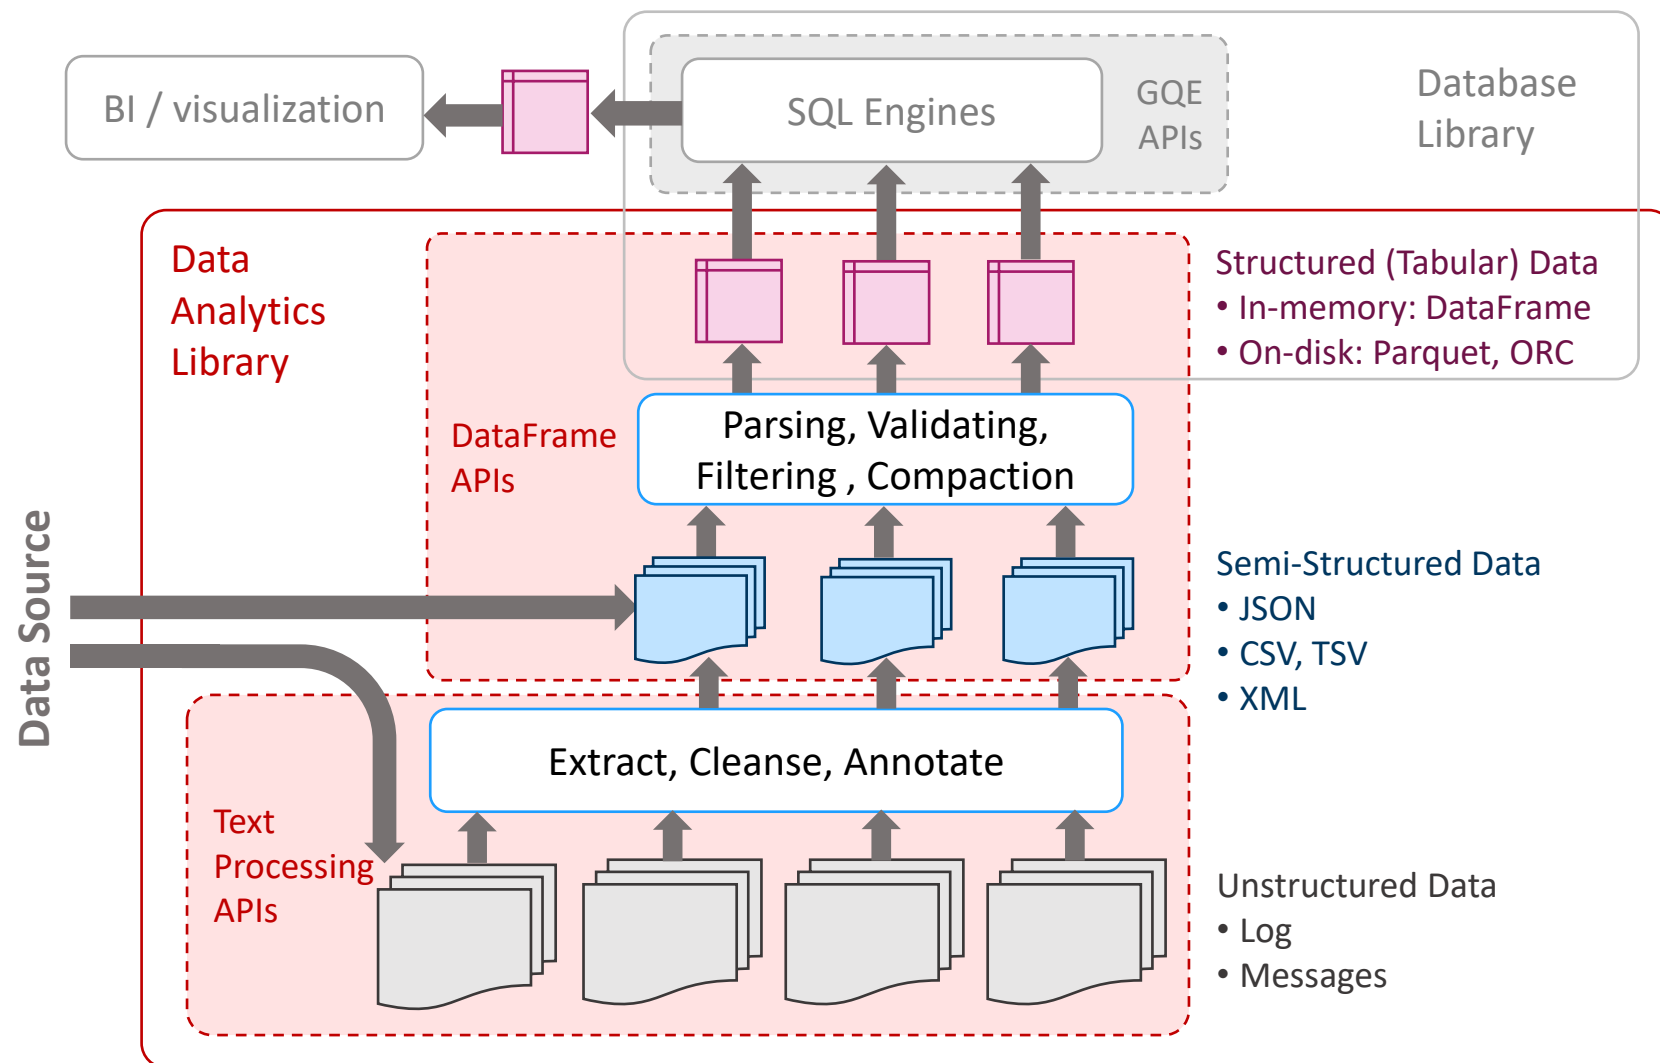 BI / visualization
SQL Engines
GQE
APIs
Database
Library
Data
Analytics
Library
Structured (Tabular) Data
• In-memory: DataFrame
• On-disk: Parquet, ORC
DataFrame
APIs
Parsing, Validating,
Filtering , Compaction
Data Source
Semi-Structured Data
• JSON
• CSV, TSV
• XML
Extract, Cleanse, Annotate
Text
Processing
APIs
Unstructured Data
• Log
• Messages